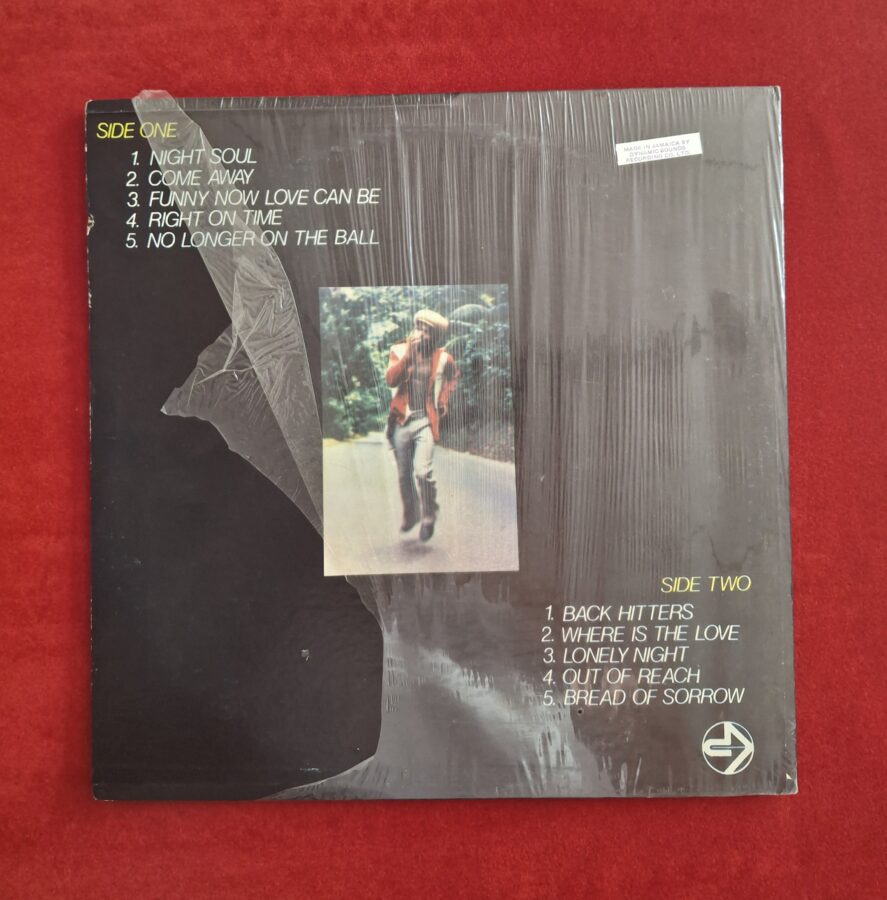 SIDE ONE
1. NIGHT SOUL
2. COME AWAY
3. FUNNY NOW LOVE CAN BE
4. RIGHT ON TIME
5. NO LONGER ON THE BALL
MADE IN JAMAICA BY
DYNAMIC SOUNDS
RECORDING CO. LTD.
SIDE TWO
1. BACK HITTERS
2. WHERE IS THE LOVE
3. LONELY NIGHT
4. OUT OF REACH
5. BREAD OF SORROW